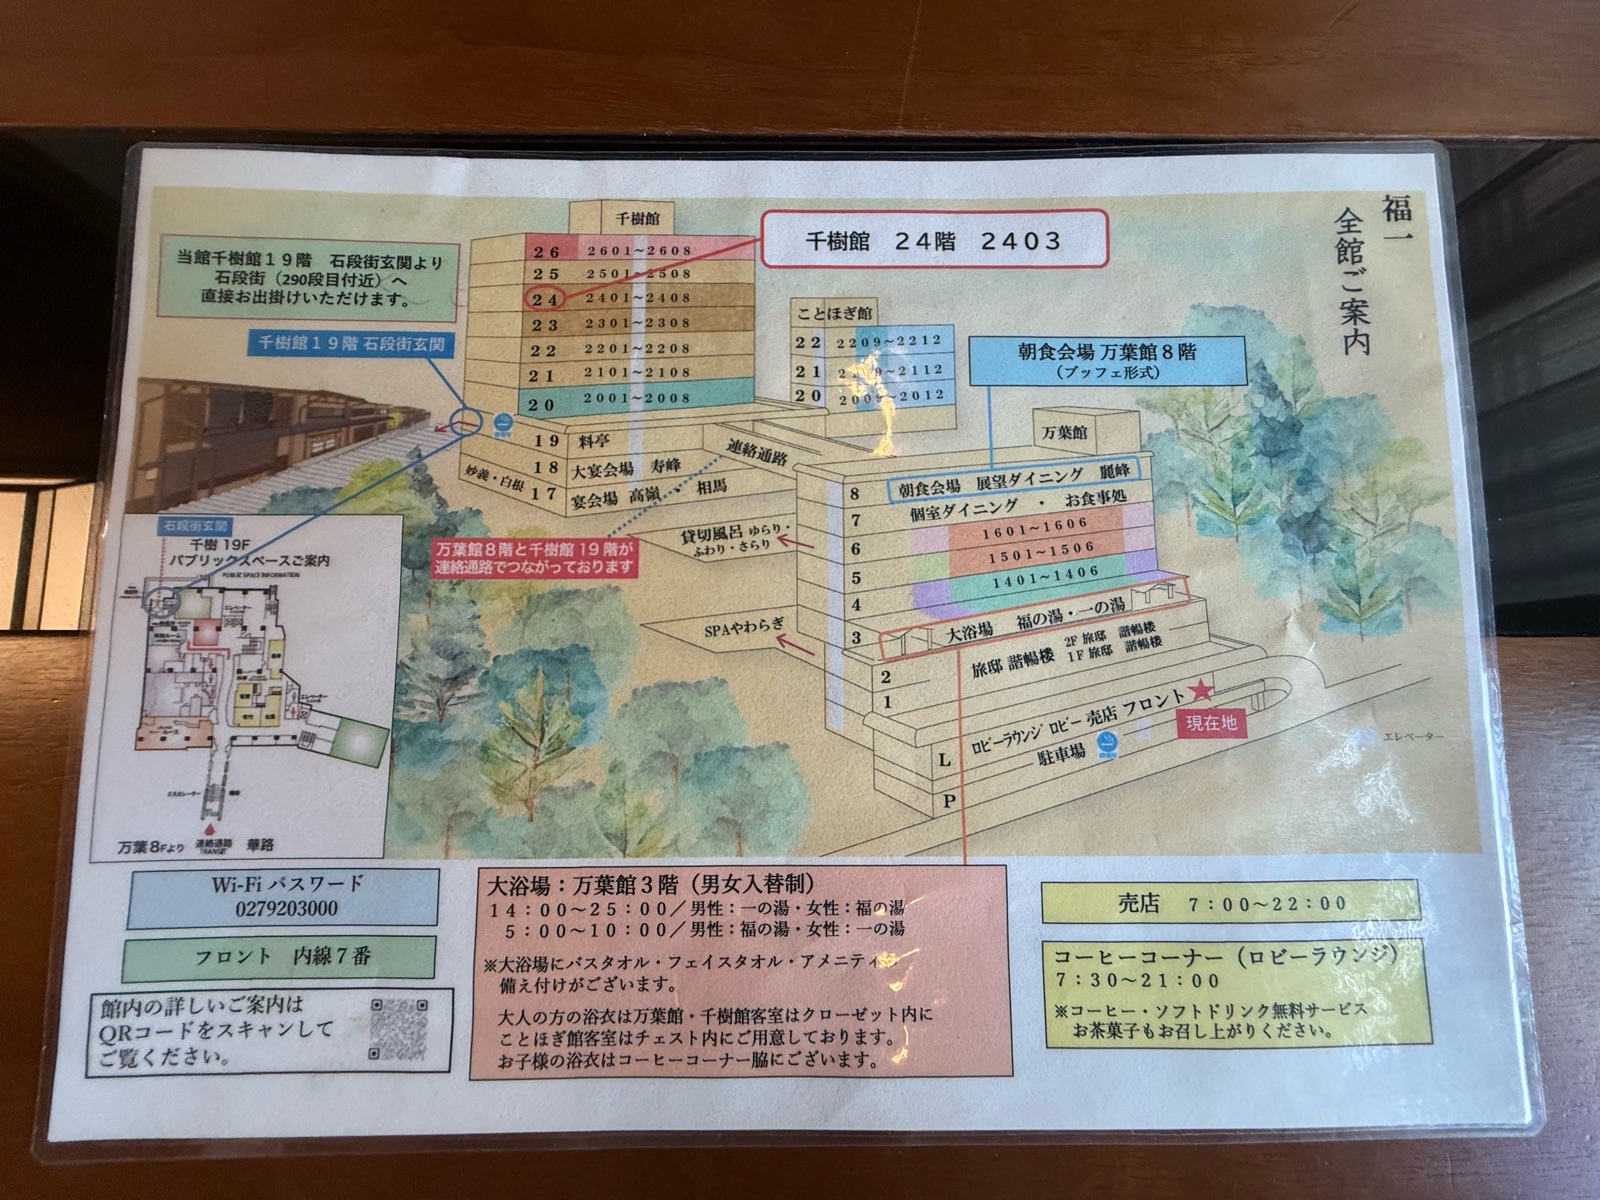 福一
全館ご案内
千樹館
千樹館 24階 2403
26 2601~2608
25 2501~2508
24 2401~2408
23 2301~2308
22 2201~2208
21 2101~2108
20 2001~2008
19 料亭
18 大宴会場 寿峰
妙義・白根
17 宴会場 高嶺・相馬
当館千樹館19階 石段街玄関より
石段街（290段目付近）へ
直接お出掛けいただけます。
千樹館19階 石段街玄関
ことほぎ館
22 2209~2212
21 2112
20 2012
朝食会場 万葉館8階
（ブッフェ形式）
万葉館
連絡通路
8 朝食会場 展望ダイニング 麗峰
7 個室ダイニング ・ お食事処
6 1601~1606
5 1501~1506
4 1401~1406
3 大浴場 福の湯・一の湯
2 旅邸 諧暢楼 2F 旅邸 諧暢楼
1 1F 旅邸 諧暢楼
L ロビーラウンジ ロビー 売店 フロント
P 駐車場
現在地
エレベーター
貸切風呂 ゆらり・
ふわり・さらり
SPAやわらぎ
万葉館8階と千樹館19階が
連絡通路でつながっております
石段街玄関
千樹 19F
パブリックスペースご案内
PUBLIC SPACE INFORMATION
エレベーター
エレベーター
エスカレーター
万葉8Fより 連絡通路 華路
TRANSIT
Wi-Fi パスワード
0279203000
フロント 内線7番
館内の詳しいご案内は
QRコードをスキャンして
ご覧ください。
大浴場：万葉館3階（男女入替制）
14：00～25：00／男性：一の湯・女性：福の湯
5：00～10：00／男性：福の湯・女性：一の湯
※大浴場にバスタオル・フェイスタオル・アメニティの
備え付けがございます。
大人の方の浴衣は万葉館・千樹館客室はクローゼット内に
ことほぎ館客室はチェスト内にご用意しております。
お子様の浴衣はコーヒーコーナー脇にございます。
売店 7：00～22：00
コーヒーコーナー（ロビーラウンジ）
7：30～21：00
※コーヒー・ソフトドリンク無料サービス
お茶菓子もお召し上がりください。